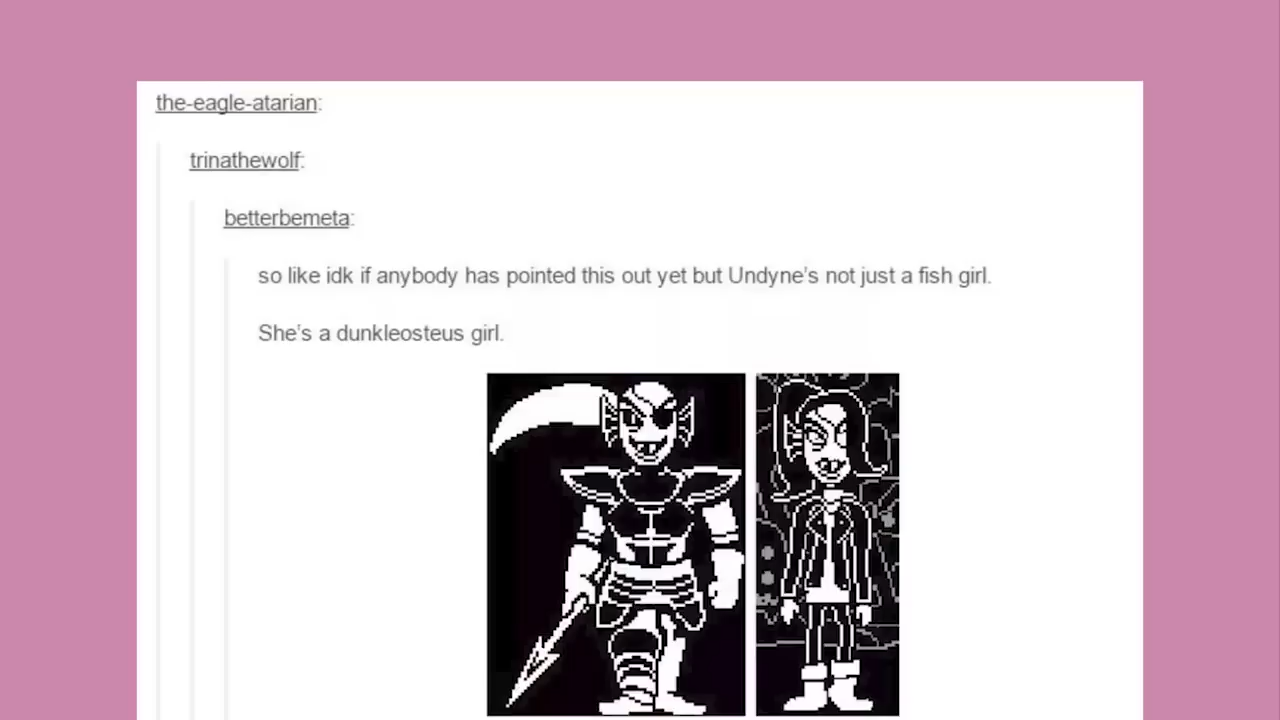 the-eagle-atarian:
trinathewolf:
betterbemeta:
so like idk if anybody has pointed this out yet but Undyne's not just a fish girl.
She's a dunkleosteus girl.